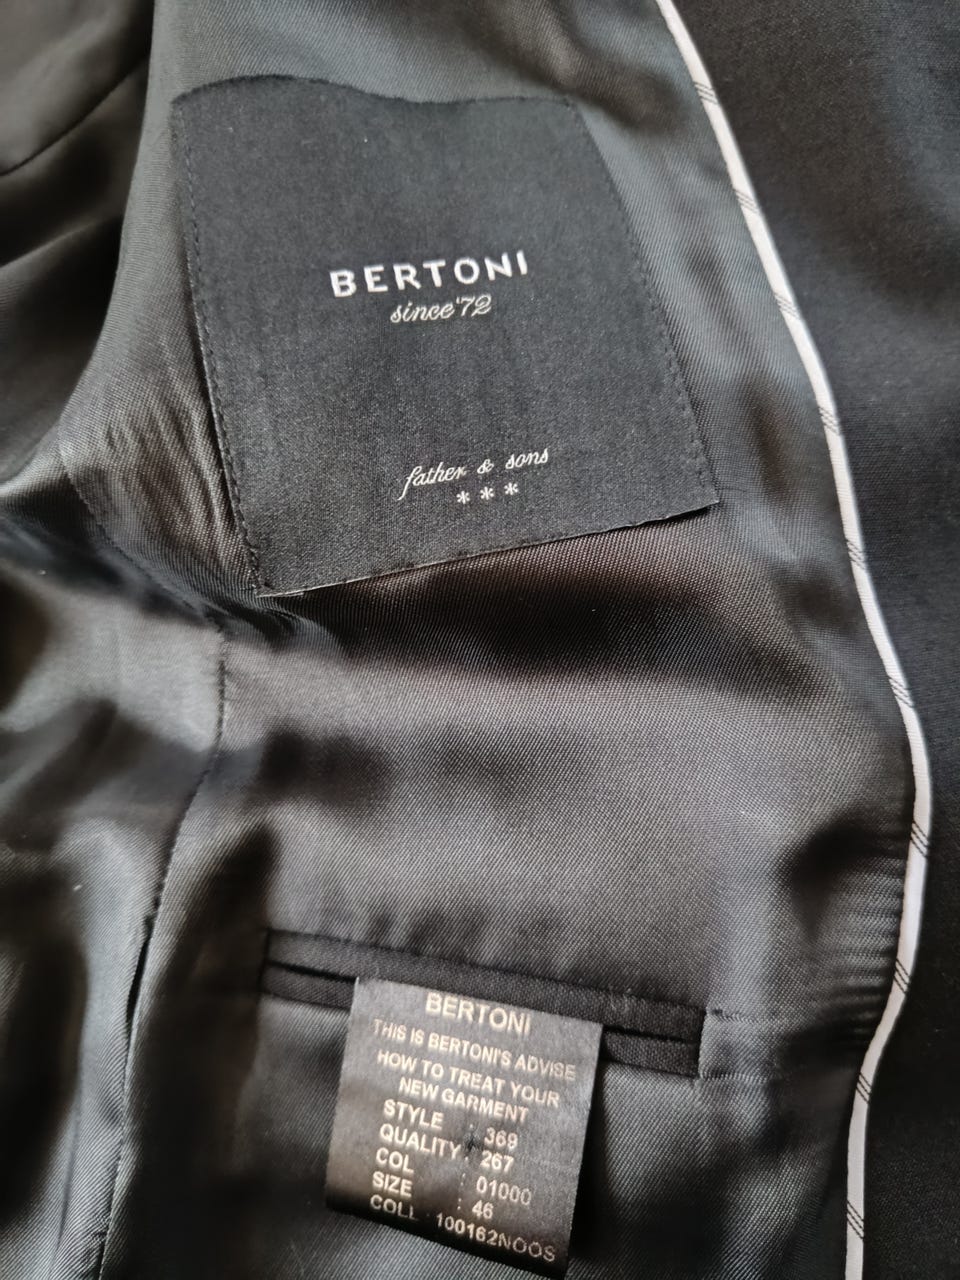 BERTONI
since '72
father & sons
***
BERTONI
THIS IS BERTONI'S ADVISE
HOW TO TREAT YOUR
NEW GARMENT
STYLE : 369
QUALITY : 267
COL : 01000
SIZE : 46
COLL 100162NOOS